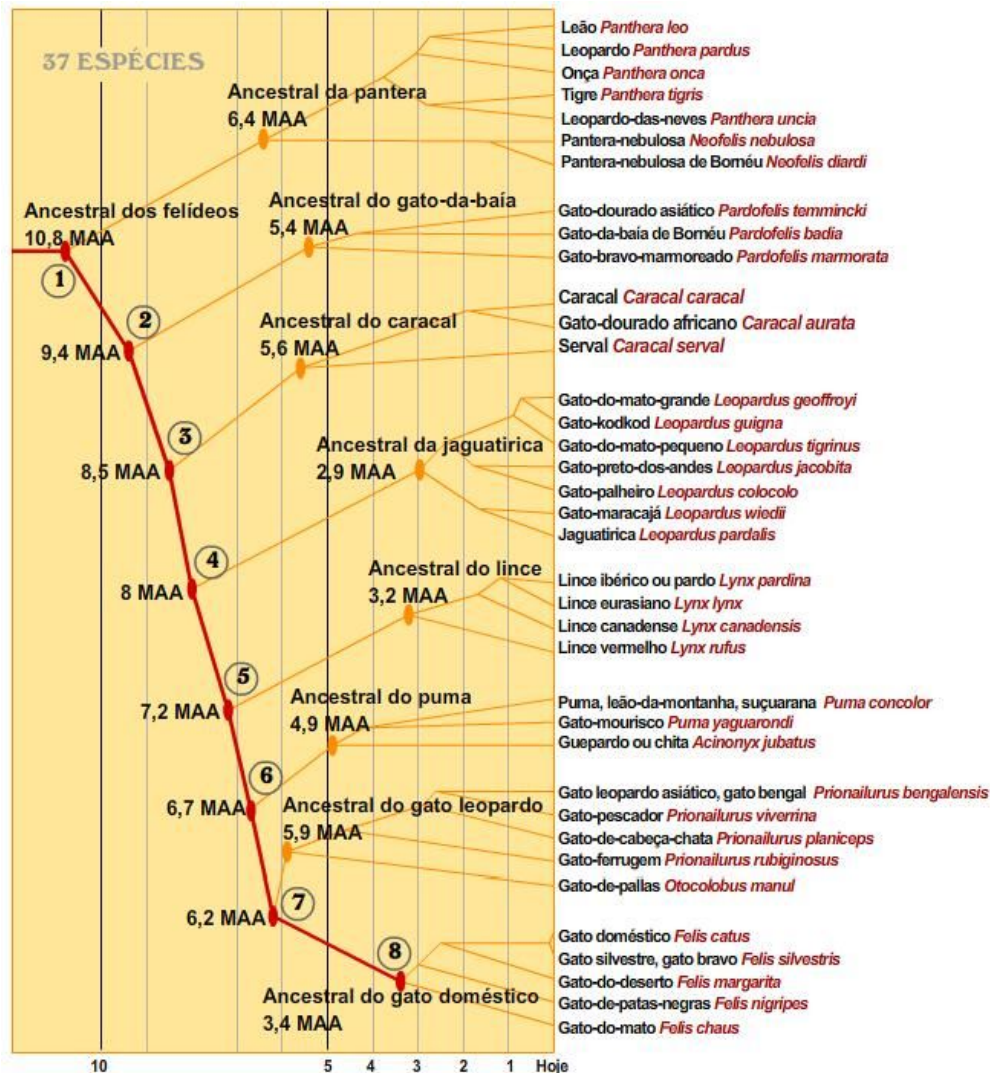 37 ESPÉCIES
Leão Panthera leo
Leopardo Panthera pardus
Onça Panthera onca
Tigre Panthera tigris
Leopardo-das-neves Panthera uncia
Pantera-nebulosa Neofelis nebulosa
Pantera-nebulosa de Bornéu Neofelis diardi
Ancestral da pantera
6,4 MAA
Ancestral dos felídeos
10,8 MAA
1
Ancestral do gato-da-baía
5,4 MAA
Gato-dourado asiático Pardofelis temmincki
Gato-da-baía de Bornéu Pardofelis badia
Gato-bravo-marmoreado Pardofelis marmorata
2
9,4 MAA
Ancestral do caracal
5,6 MAA
Caracal Caracal caracal
Gato-dourado africano Caracal aurata
Serval Caracal serval
3
8,5 MAA
Ancestral da jaguatirica
2,9 MAA
Gato-do-mato-grande Leopardus geoffroyi
Gato-kodkod Leopardus guigna
Gato-do-mato-pequeno Leopardus tigrinus
Gato-preto-dos-andes Leopardus jacobita
Gato-palheiro Leopardus colocolo
Gato-maracajá Leopardus wiedii
Jaguatirica Leopardus pardalis
4
8 MAA
Ancestral do lince
3,2 MAA
Lince ibérico ou pardo Lynx pardina
Lince eurasiano Lynx lynx
Lince canadense Lynx canadensis
Lince vermelho Lynx rufus
5
7,2 MAA
Ancestral do puma
4,9 MAA
Puma, leão-da-montanha, suçuarana Puma concolor
Gato-mourisco Puma yaguarondi
Guepardo ou chita Acinonyx jubatus
6
6,7 MAA
Ancestral do gato leopardo
5,9 MAA
Gato leopardo asiático, gato bengal Prionailurus bengalensis
Gato-pescador Prionailurus viverrina
Gato-de-cabeça-chata Prionailurus planiceps
Gato-ferrugem Prionailurus rubiginosus
Gato-de-pallas Otocolobus manul
7
6,2 MAA
8
Ancestral do gato doméstico
3,4 MAA
Gato doméstico Felis catus
Gato silvestre, gato bravo Felis silvestris
Gato-do-deserto Felis margarita
Gato-de-patas-negras Felis nigripes
Gato-do-mato Felis chaus
10 5 4 3 2 1 Hoje